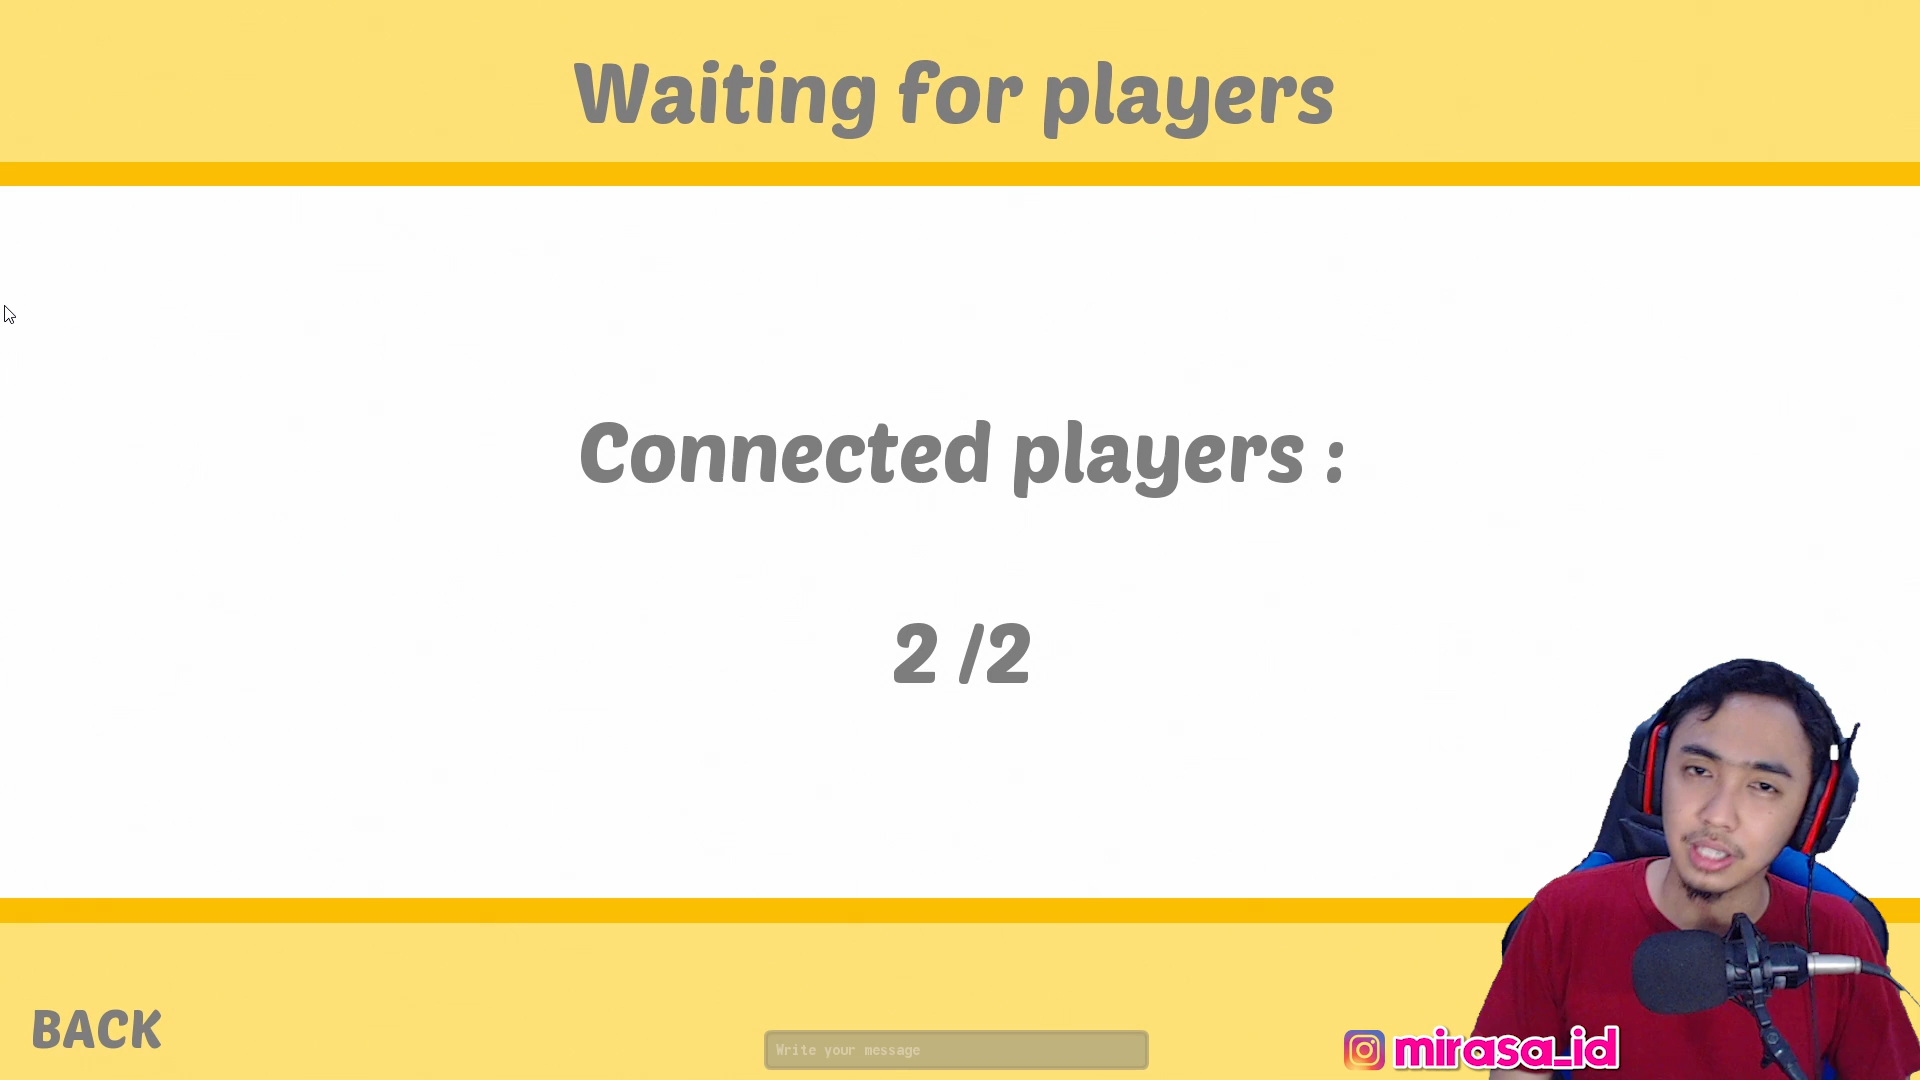 Waiting for players
Connected players :
2 /2
BACK
Write your message
mirasa_id